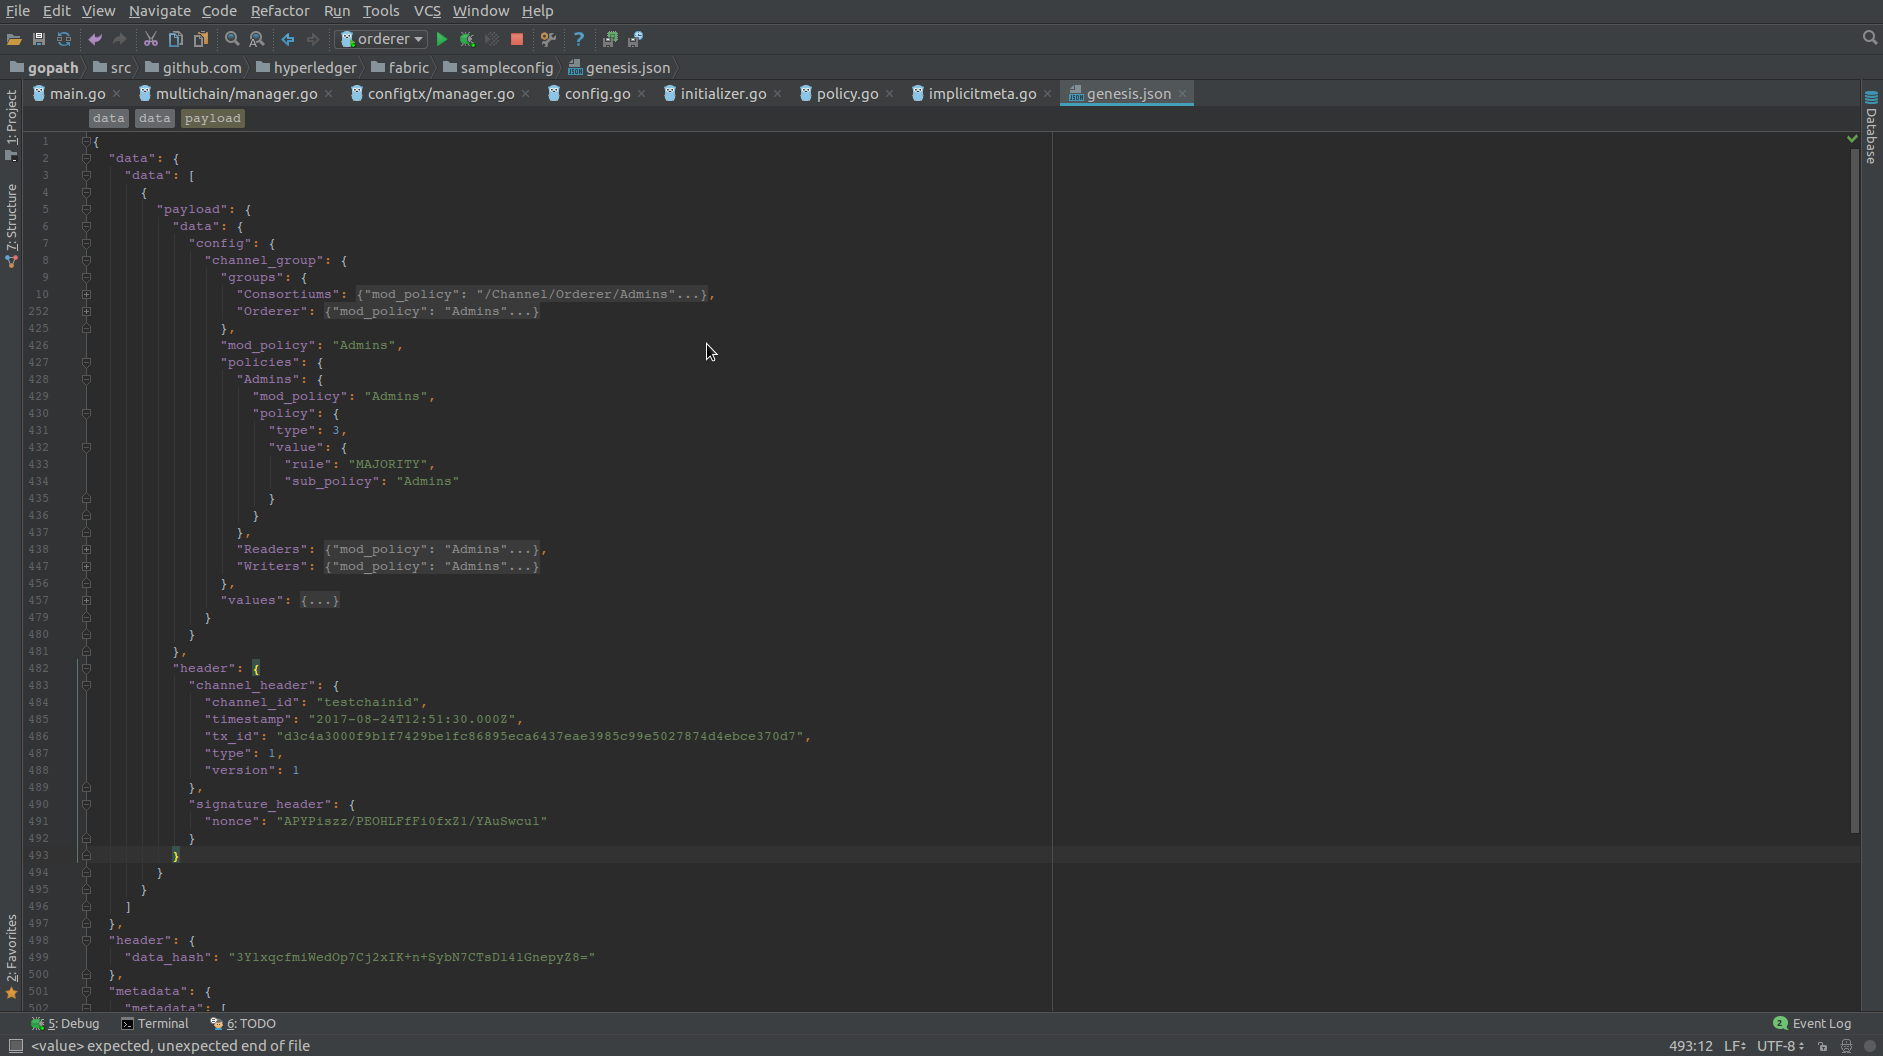 File Edit View Navigate Code Refactor Run Tools VCS Window Help
orderer
gopath src github.com hyperledger fabric sampleconfig genesis.json
main.go multichain/manager.go configtx/manager.go config.go initializer.go policy.go implicitmeta.go genesis.json
data data payload
1: Project
7: Structure
2: Favorites
Database
1 {
2 "data": {
3 "data": [
4 {
5 "payload": {
6 "data": {
7 "config": {
8 "channel_group": {
9 "groups": {
10 "Consortiums": {"mod_policy": "/Channel/Orderer/Admins"...},
252 "Orderer": {"mod_policy": "Admins"...}
425 },
426 "mod_policy": "Admins",
427 "policies": {
428 "Admins": {
429 "mod_policy": "Admins",
430 "policy": {
431 "type": 3,
432 "value": {
433 "rule": "MAJORITY",
434 "sub_policy": "Admins"
435 }
436 }
437 },
438 "Readers": {"mod_policy": "Admins"...},
447 "Writers": {"mod_policy": "Admins"...}
456 },
457 "values": {...}
479 }
480 }
481 },
482 "header": {
483 "channel_header": {
484 "channel_id": "testchainid",
485 "timestamp": "2017-08-24T12:51:30.000Z",
486 "tx_id": "d3c4a3000f9b1f7429be1fc86895eca6437eae3985c99e5027874d4ebce370d7",
487 "type": 1,
488 "version": 1
489 },
490 "signature_header": {
491 "nonce": "APYPiszz/PEOHLFfFi0fxZ1/YAuSwcul"
492 }
493 }
494 }
495 }
496 ]
497 },
498 "header": {
499 "data_hash": "3YlxqcfmiWedOp7Cj2xIK+n+SybN7CTsDl4lGnepyZ8="
500 },
501 "metadata": {
502 "metadata": [
5: Debug Terminal 6: TODO 2 Event Log
<value> expected, unexpected end of file 493:12 LF UTF-8